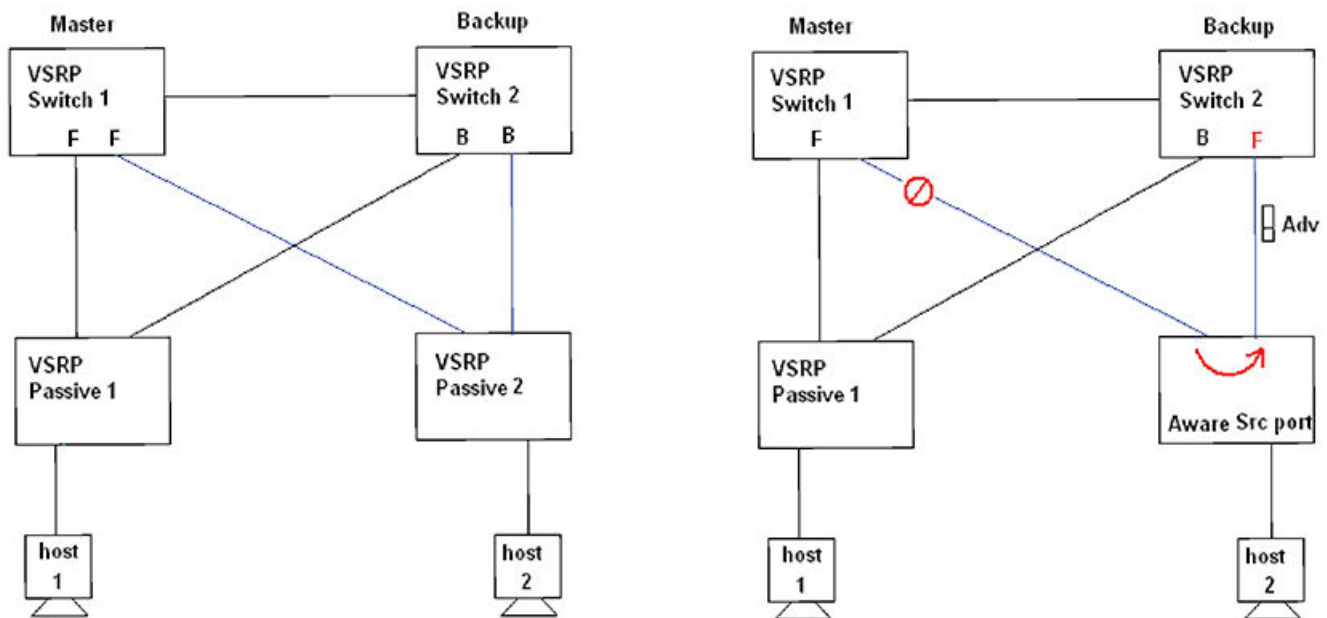 Master
Backup
VSRP
Switch 1
F F
VSRP
Switch 2
B B
VSRP
Passive 1
VSRP
Passive 2
host
1
host
2
Master
Backup
VSRP
Switch 1
F
VSRP
Switch 2
B F
Adv
VSRP
Passive 1
Aware Src port
host
1
host
2